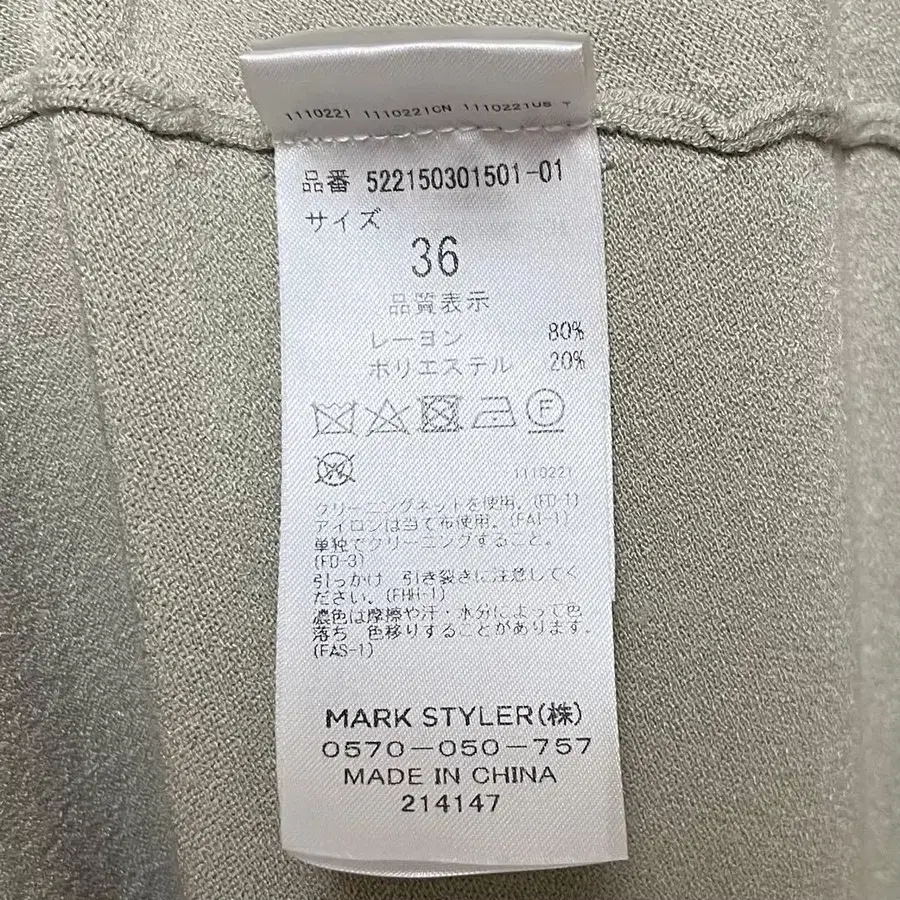 1110221 1110221CN 1110221US
品番 522150301501-01
サイズ
36
品質表示
レーヨン 80%
ポリエステル 20%
F
W
1110221
クリーニングネットを使用。(FD-1)
アイロンは当て布使用。(FAI-1)
単独でクリーニングすること。
(FD-3)
引っかけ 引き裂きに注意してく
ださい。(FHH-1)
濃色は摩擦や汗・水分によって色
落ち 色移りすることがあります。
(FAS-1)
MARK STYLER(株)
0570-050-757
MADE IN CHINA
214147